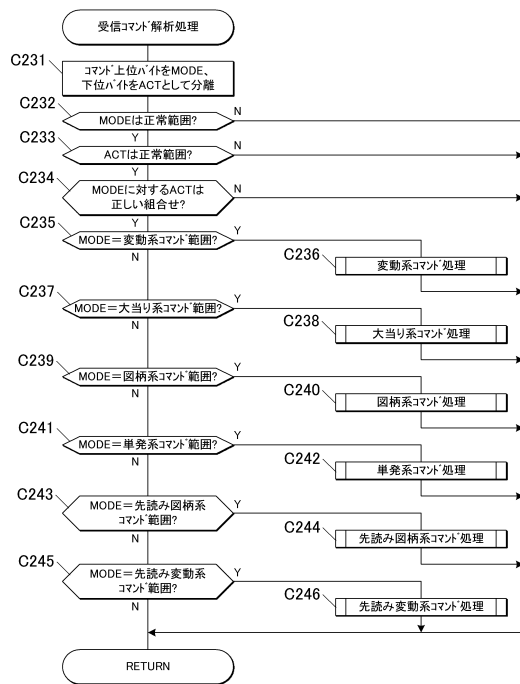 受信コマンド解析処理
C231
コマンド上位バイトをMODE、
下位バイトをACTとして分離
C232
MODEは正常範囲?
N
Y
C233
ACTは正常範囲?
N
Y
C234
MODEに対するACTは
正しい組合せ?
N
Y
C235
MODE=変動系コマンド範囲?
Y
N
C236
変動系コマンド処理
C237
MODE=大当り系コマンド範囲?
Y
N
C238
大当り系コマンド処理
C239
MODE=図柄系コマンド範囲?
Y
N
C240
図柄系コマンド処理
C241
MODE=単発系コマンド範囲?
Y
N
C242
単発系コマンド処理
C243
MODE=先読み図柄系
コマンド範囲?
Y
N
C244
先読み図柄系コマンド処理
C245
MODE=先読み変動系
コマンド範囲?
Y
N
C246
先読み変動系コマンド処理
RETURN